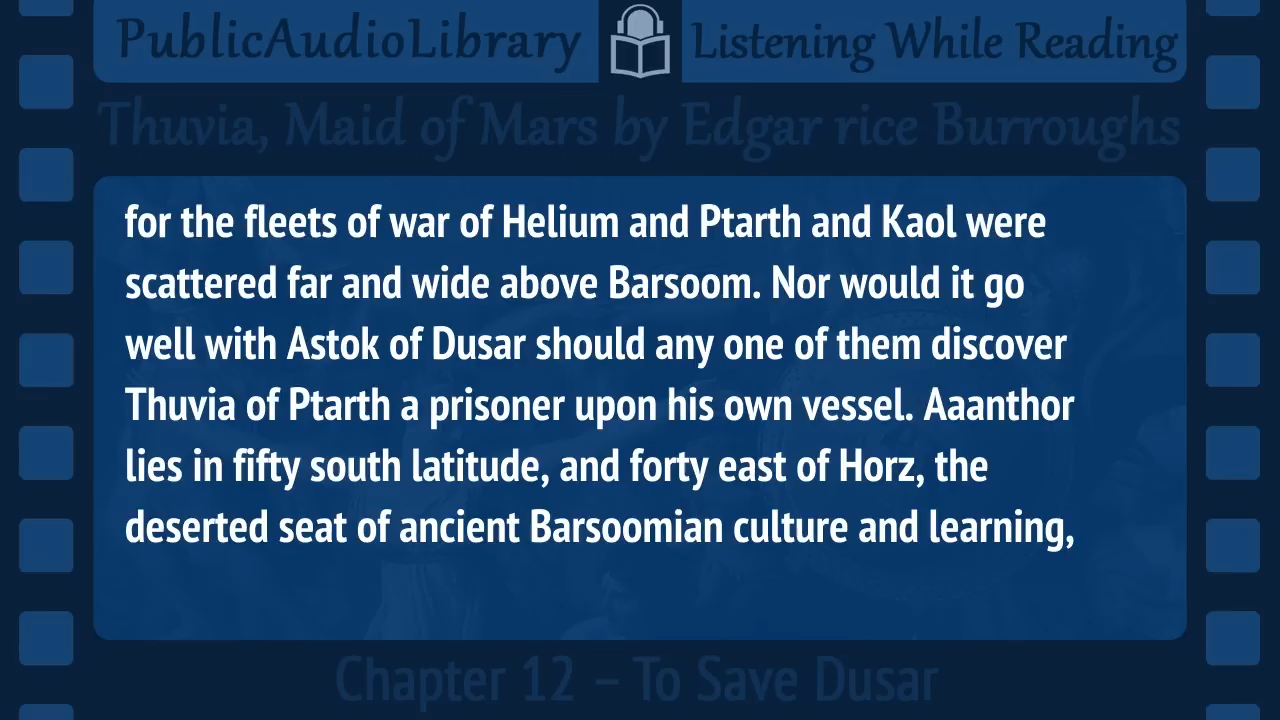 PublicAudioLibrary Listening While Reading
Thuvia, Maid of Mars by Edgar rice Burroughs
for the fleets of war of Helium and Ptarth and Kaol were
scattered far and wide above Barsoom. Nor would it go
well with Astok of Dusar should any one of them discover
Thuvia of Ptarth a prisoner upon his own vessel. Aaanthor
lies in fifty south latitude, and forty east of Horz, the
deserted seat of ancient Barsoomian culture and learning,
Chapter 12 – To Save Dusar